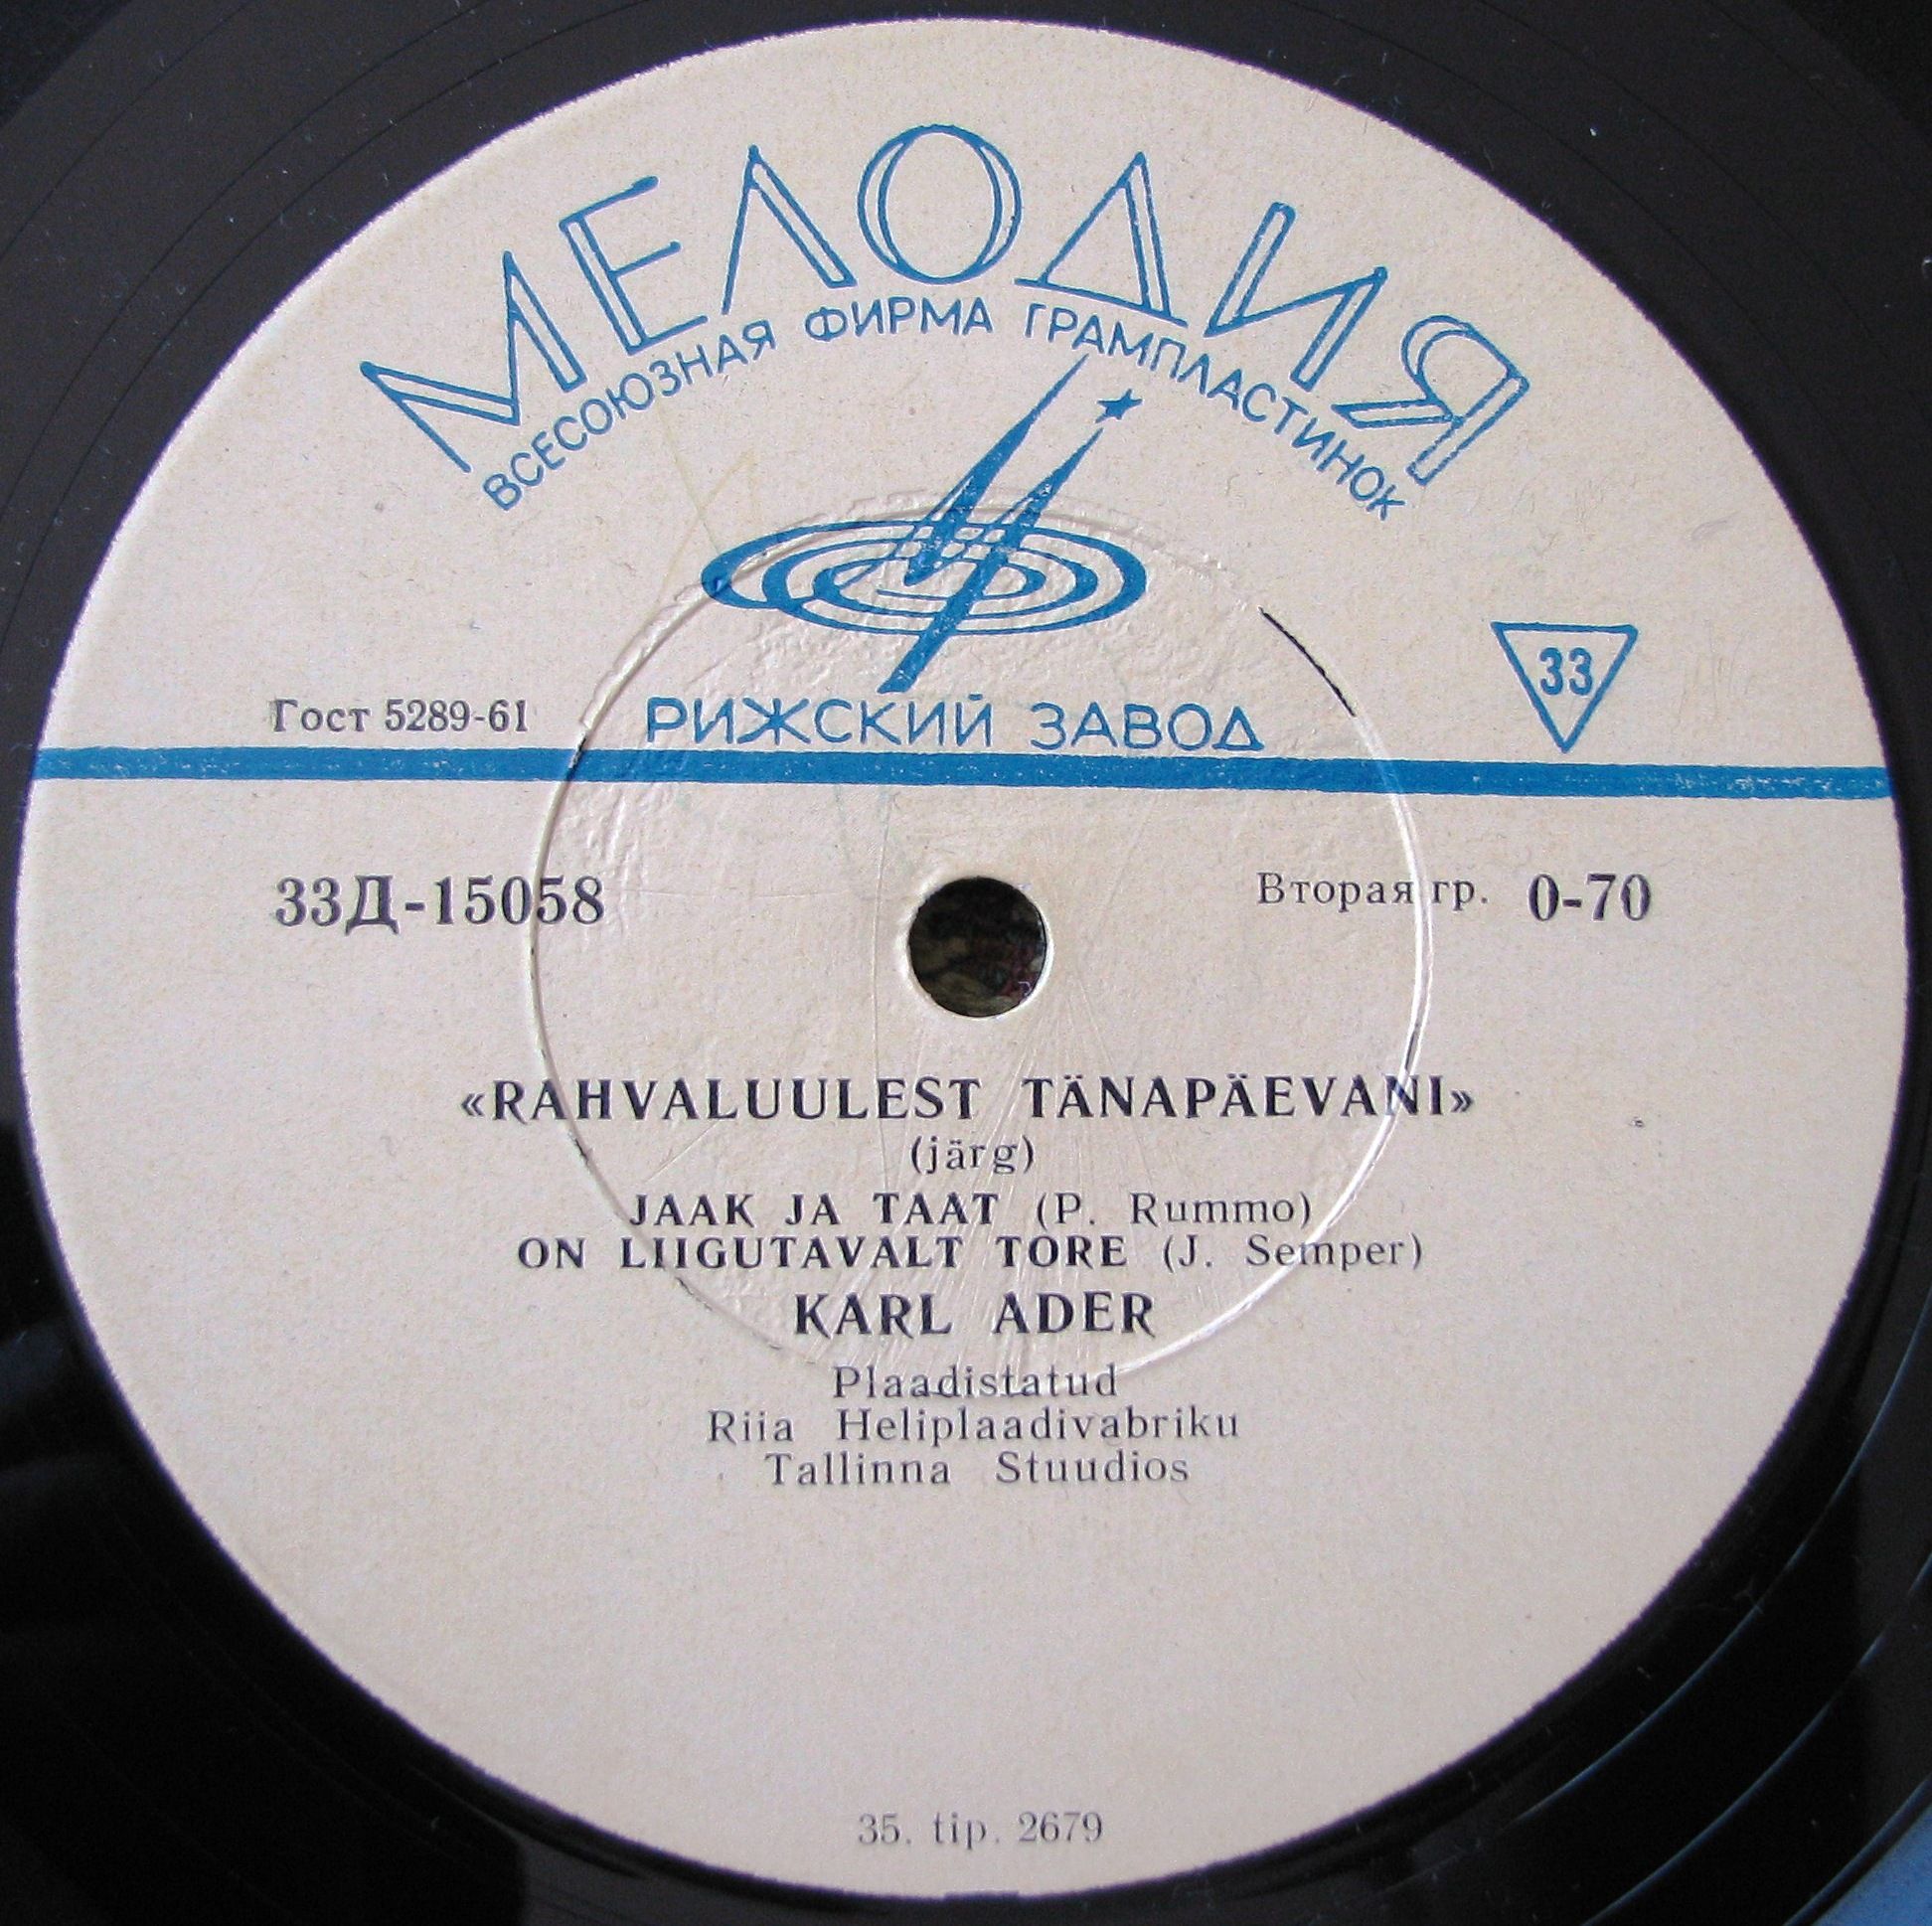 МЕЛОДИЯ
ВСЕСОЮЗНАЯ ФИРМА ГРАМПЛАСТИНОК
33
Гост 5289-61
РИЖСКИЙ ЗАВОД
33Д-15058
Вторая гр. 0-70
«RAHVALUULEST TÄNAPÄEVANI»
(järg)
JAAK JA TAAT (P. Rummo)
ON LIIGUTAVALT TORE (J. Semper)
KARL ADER
Plaadistatud
Riia Heliplaadivabriku
Tallinna Stuudios
35. tip. 2679